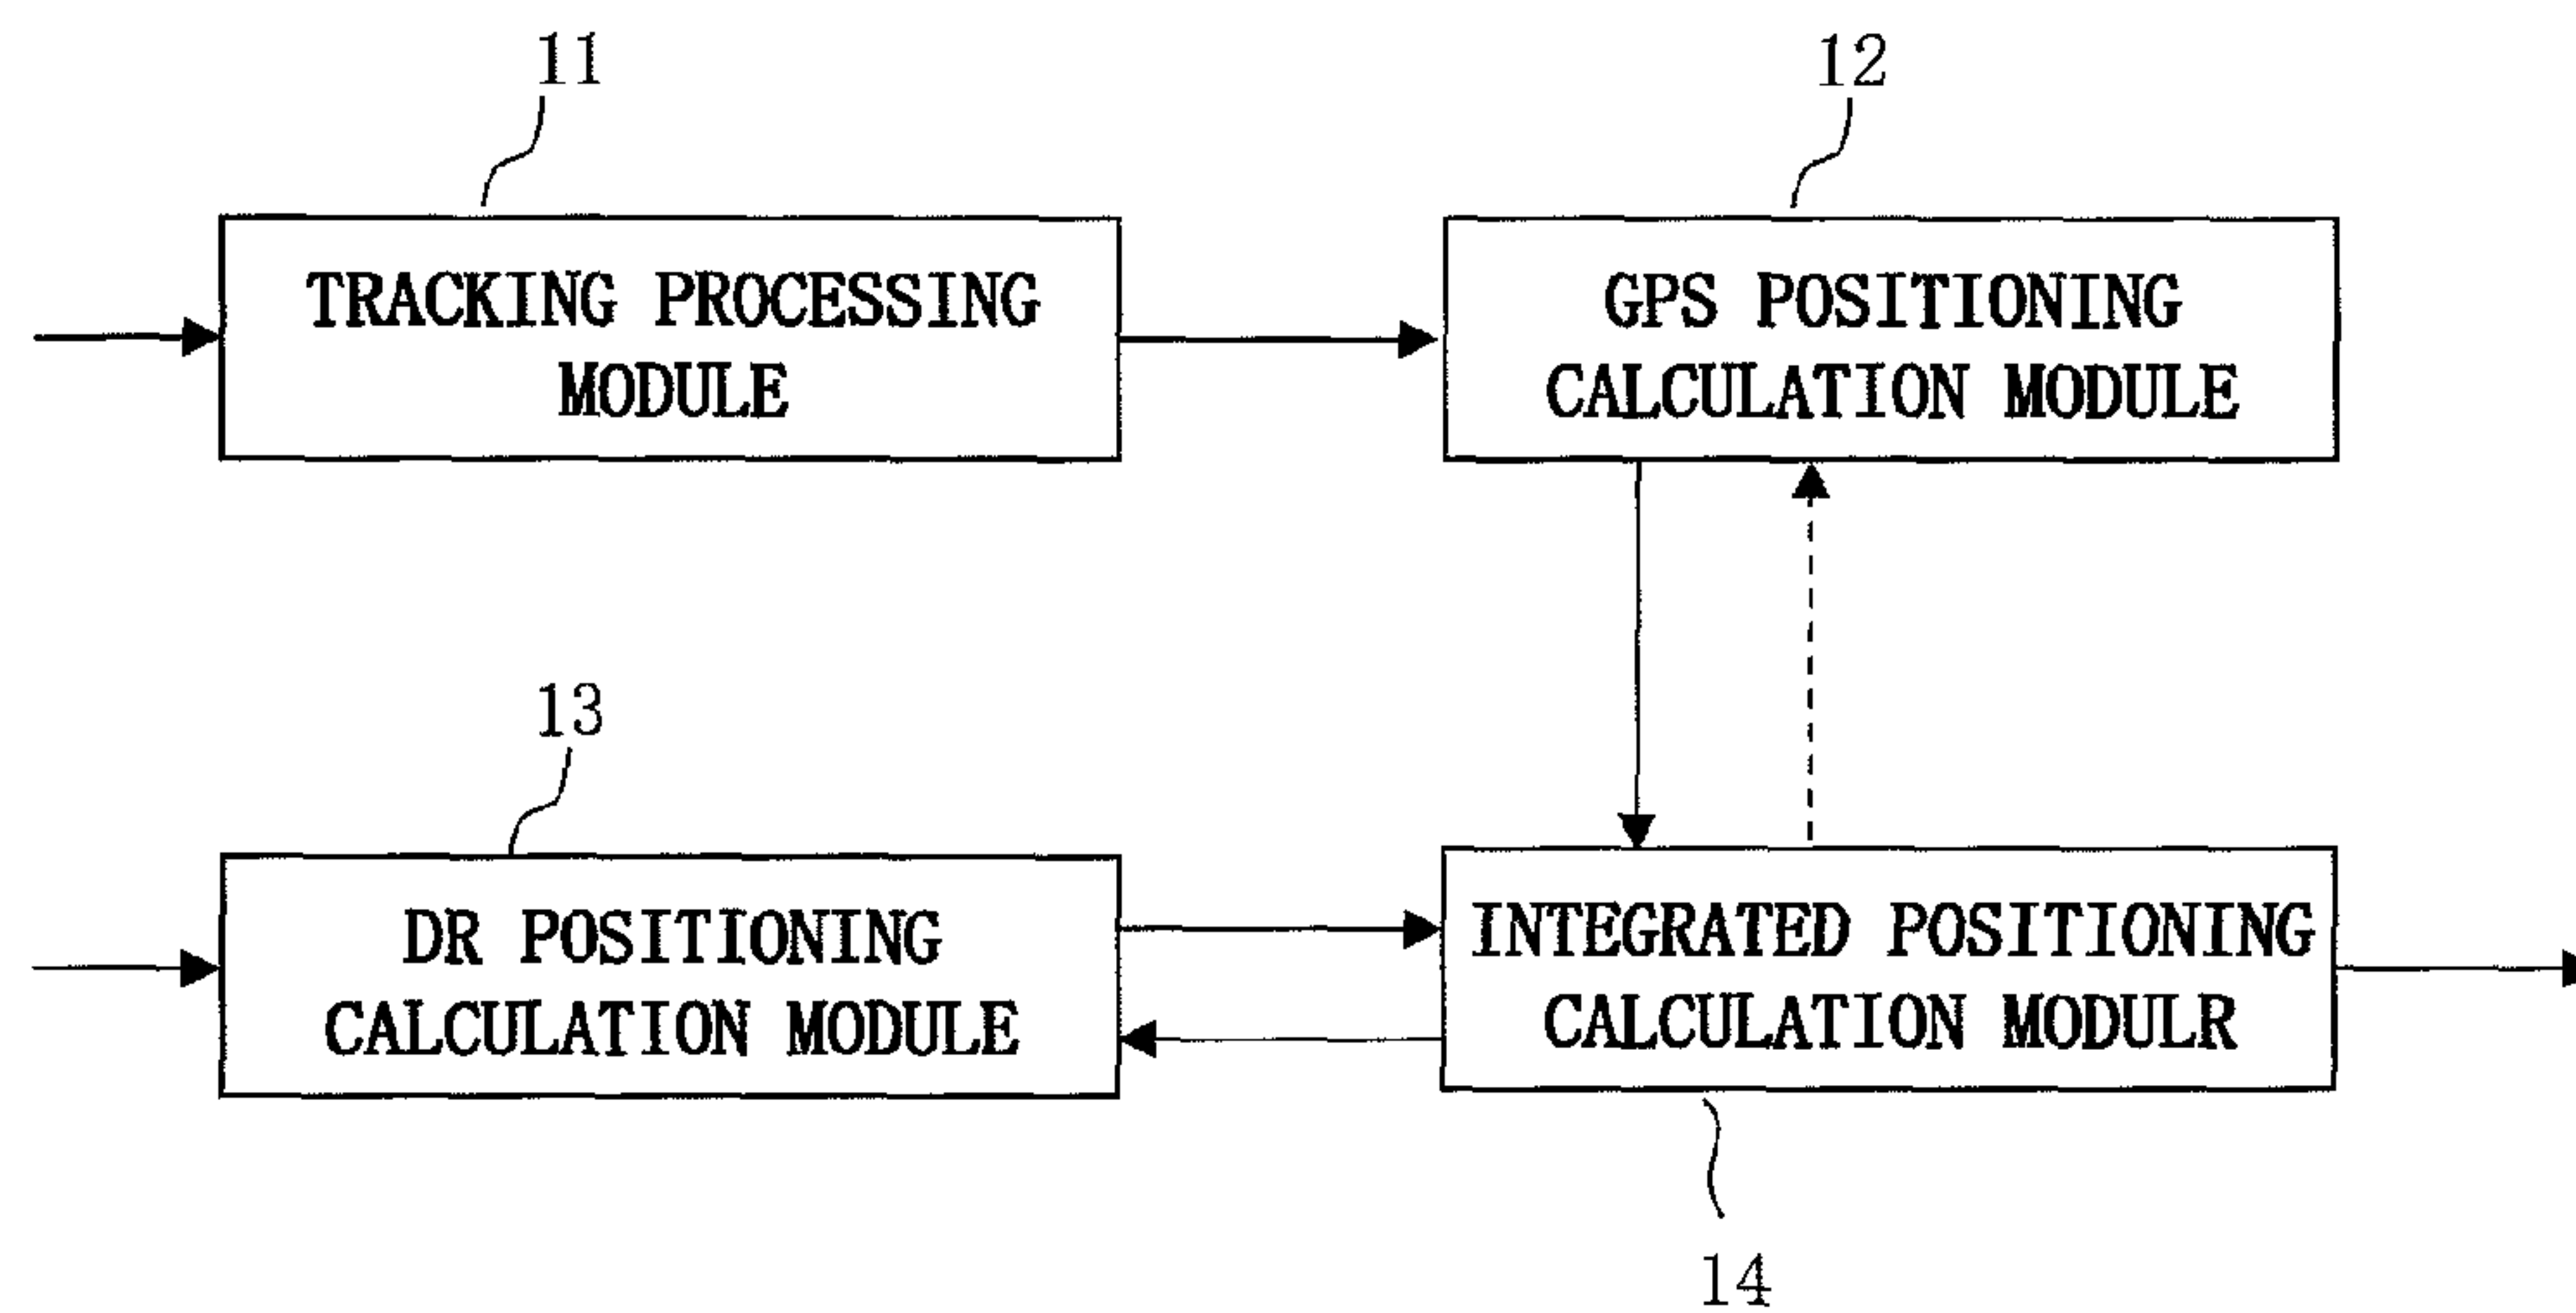 11
12
TRACKING PROCESSING
MODULE
GPS POSITIONING
CALCULATION MODULE
13
DR POSITIONING
CALCULATION MODULE
INTEGRATED POSITIONING
CALCULATION MODULR
14